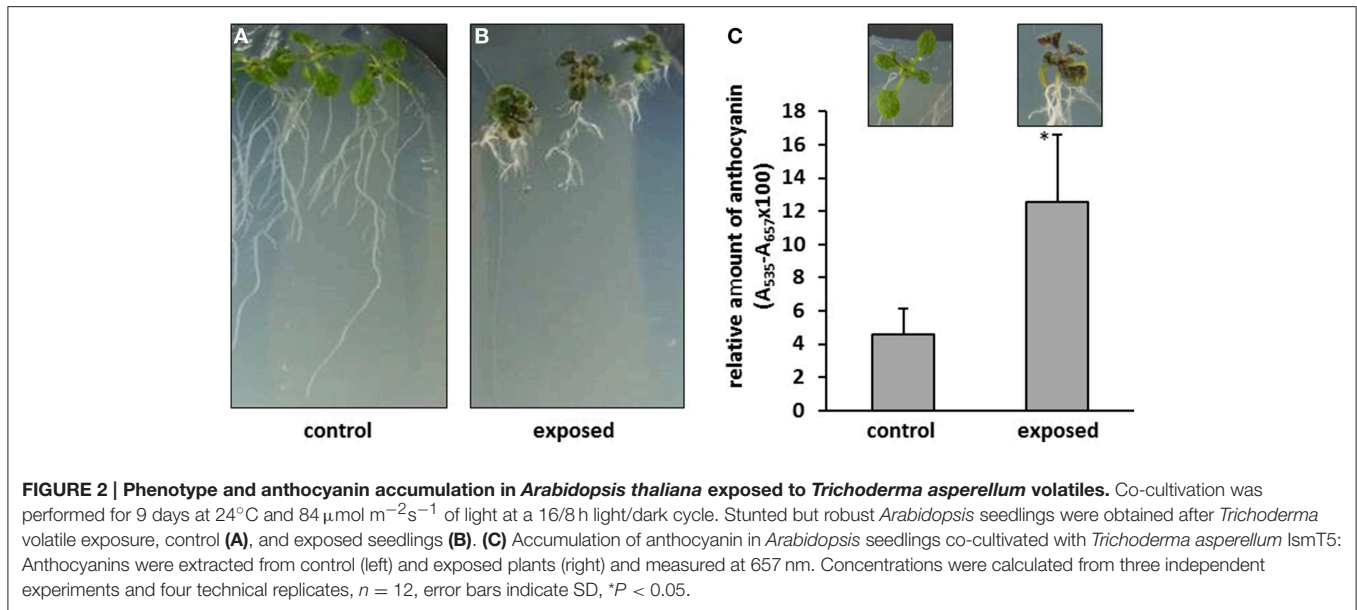 A
B
C
relative amount of anthocyanin
(A535-A657x100)
18
16
14
12
10
8
6
4
2
0
*
control
exposed
control
exposed
FIGURE 2 | Phenotype and anthocyanin accumulation in Arabidopsis thaliana exposed to Trichoderma asperellum volatiles. Co-cultivation was
performed for 9 days at 24°C and 84 μmol m−2s−1 of light at a 16/8 h light/dark cycle. Stunted but robust Arabidopsis seedlings were obtained after Trichoderma
volatile exposure, control (A), and exposed seedlings (B). (C) Accumulation of anthocyanin in Arabidopsis seedlings co-cultivated with Trichoderma asperellum IsmT5:
Anthocyanins were extracted from control (left) and exposed plants (right) and measured at 657 nm. Concentrations were calculated from three independent
experiments and four technical replicates, n = 12, error bars indicate SD, *P < 0.05.